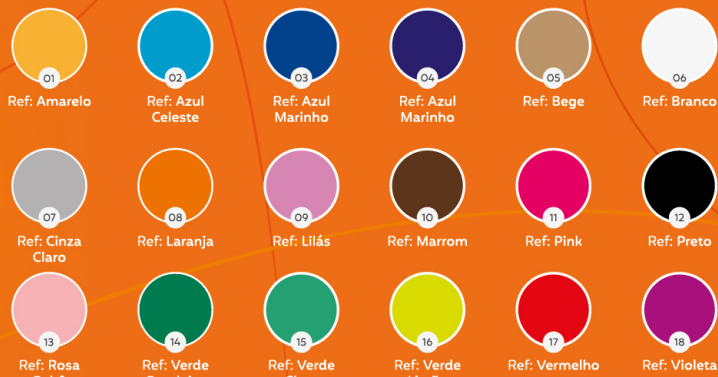 01
Ref: Amarelo
02
Ref: Azul
Celeste
03
Ref: Azul
Marinho
04
Ref: Azul
Marinho
05
Ref: Bege
06
Ref: Branco
07
Ref: Cinza
Claro
08
Ref: Laranja
09
Ref: Lilás
10
Ref: Marrom
11
Ref: Pink
12
Ref: Preto
13
Ref: Rosa
14
Ref: Verde
15
Ref: Verde
16
Ref: Verde
17
Ref: Vermelho
18
Ref: Violeta